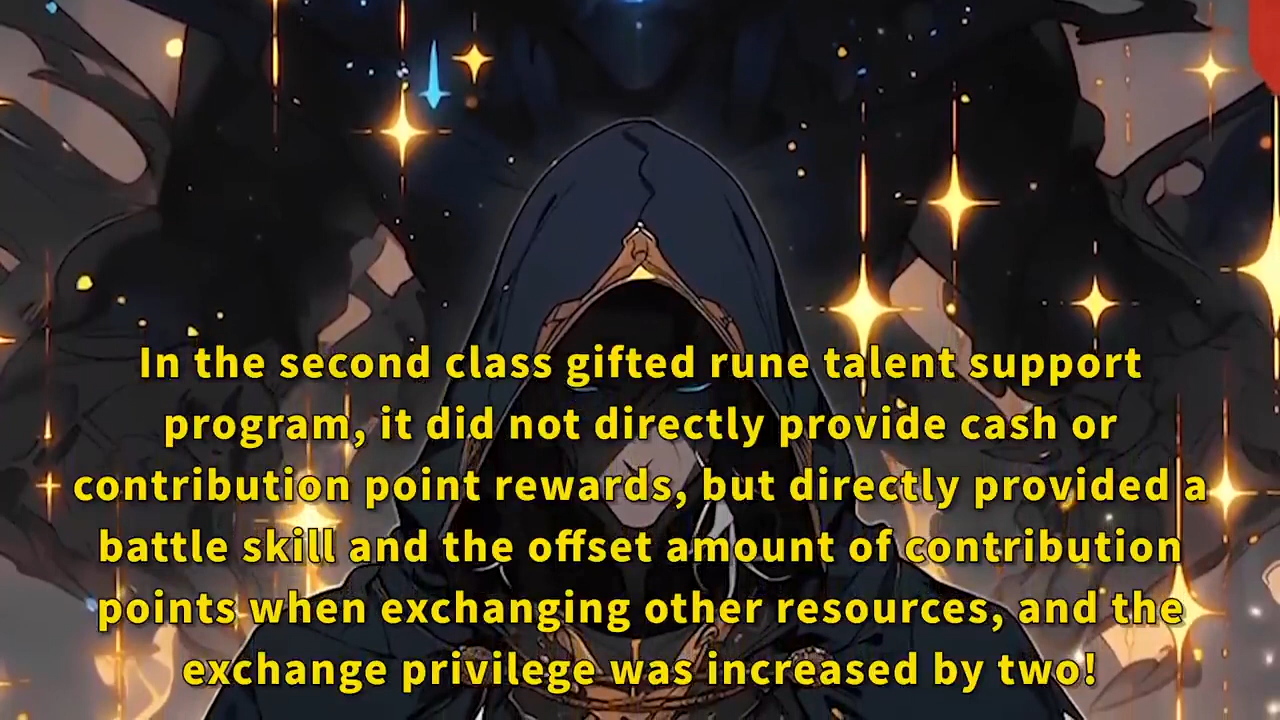 In the second class gifted rune talent support
program, it did not directly provide cash or
contribution point rewards, but directly provided a
battle skill and the offset amount of contribution
points when exchanging other resources, and the
exchange privilege was increased by two!